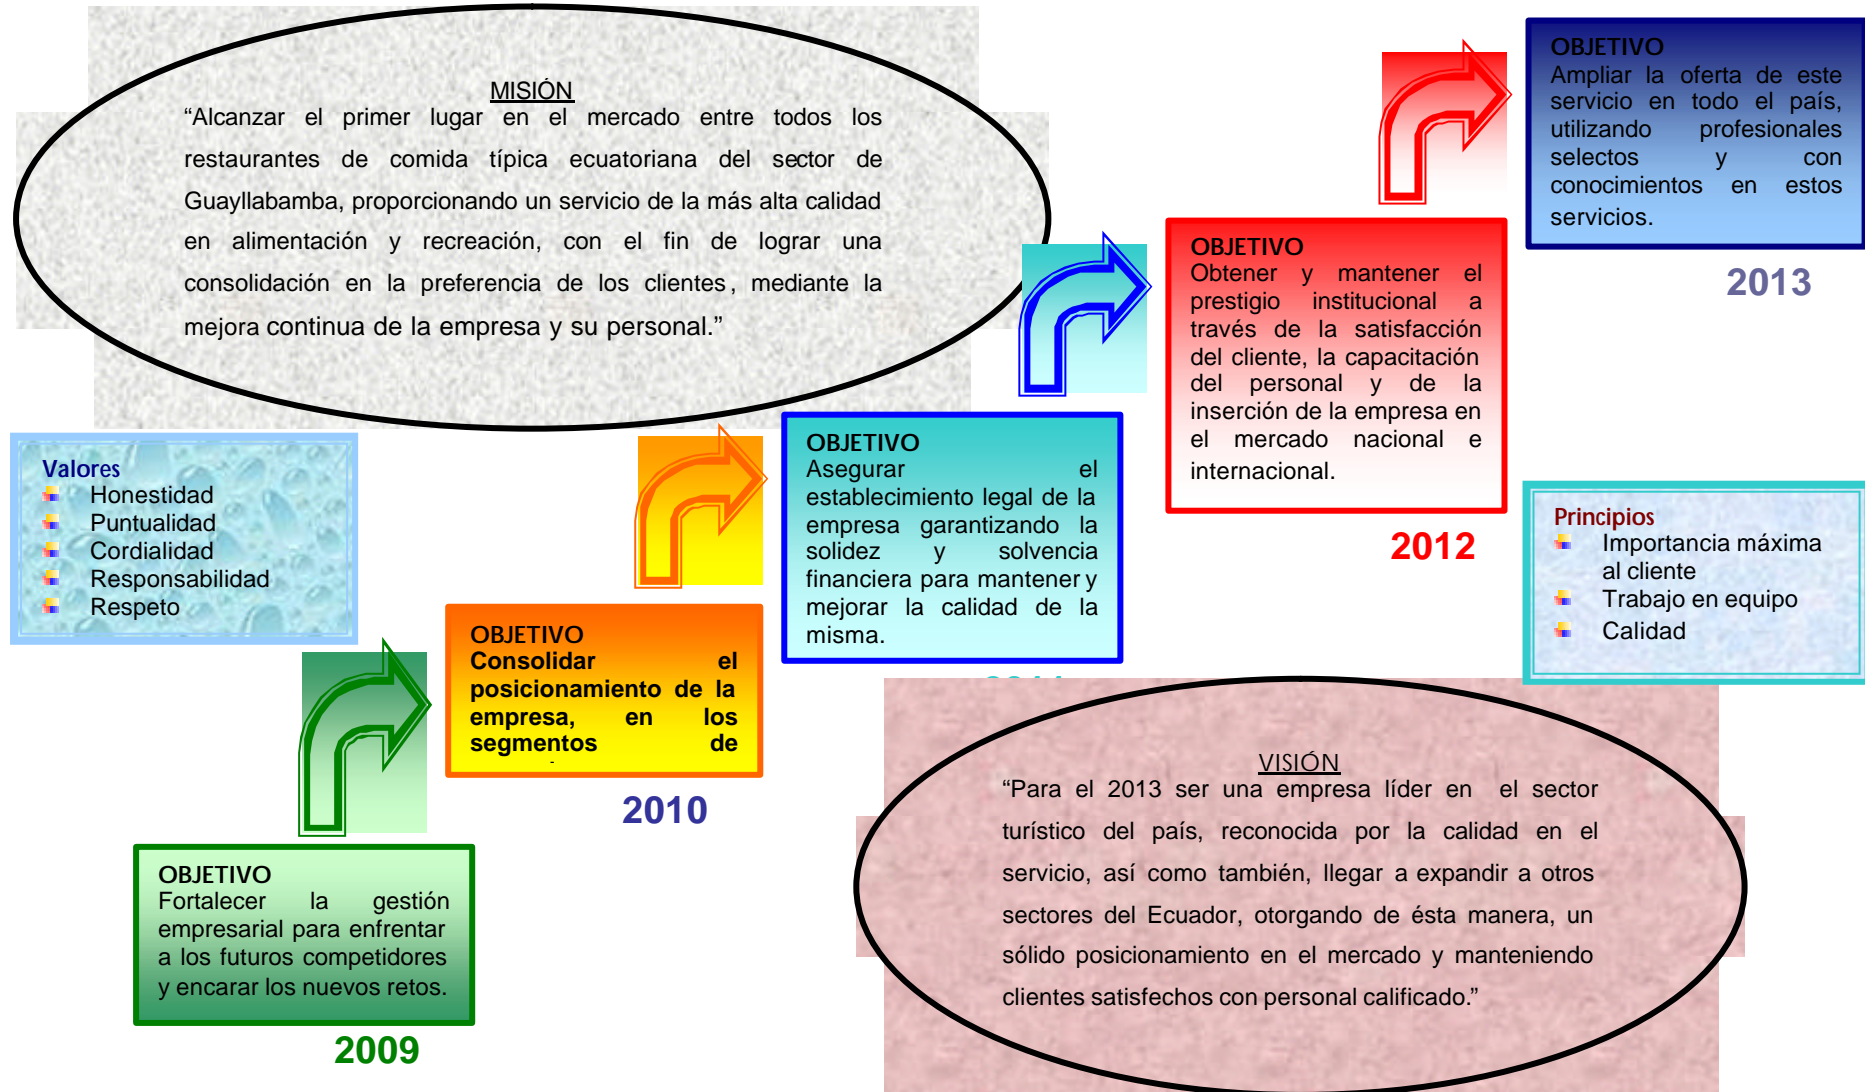 MISIÓN
“Alcanzar el primer lugar en el mercado entre todos los
restaurantes de comida típica ecuatoriana del sector de
Guayllabamba, proporcionando un servicio de la más alta calidad
en alimentación y recreación, con el fin de lograr una
consolidación en la preferencia de los clientes, mediante la
mejora continua de la empresa y su personal.”
OBJETIVO
Ampliar la oferta de este
servicio en todo el país,
utilizando profesionales
selectos y con
conocimientos en estos
servicios.
2013
OBJETIVO
Obtener y mantener el
prestigio institucional a
través de la satisfacción
del cliente, la capacitación
del personal y de la
inserción de la empresa en
el mercado nacional e
internacional.
2012
OBJETIVO
Asegurar el
establecimiento legal de la
empresa garantizando la
solidez y solvencia
financiera para mantener y
mejorar la calidad de la
misma.
Valores
Honestidad
Puntualidad
Cordialidad
Responsabilidad
Respeto
Principios
Importancia máxima
al cliente
Trabajo en equipo
Calidad
OBJETIVO
Consolidar el
posicionamiento de la
empresa, en los
segmentos de
2010
OBJETIVO
Fortalecer la gestión
empresarial para enfrentar
a los futuros competidores
y encarar los nuevos retos.
2009
VISIÓN
“Para el 2013 ser una empresa líder en el sector
turístico del país, reconocida por la calidad en el
servicio, así como también, llegar a expandir a otros
sectores del Ecuador, otorgando de ésta manera, un
sólido posicionamiento en el mercado y manteniendo
clientes satisfechos con personal calificado.”